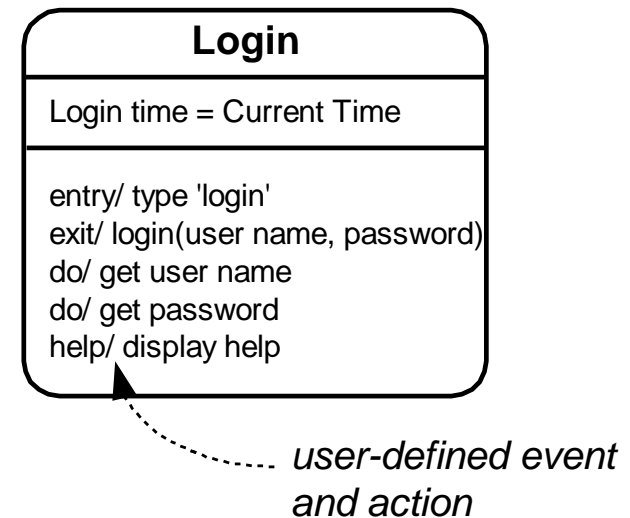 Login
Login time = Current Time
entry/ type 'login'
exit/ login(user name, password)
do/ get user name
do/ get password
help/ display help
user-defined event
and action